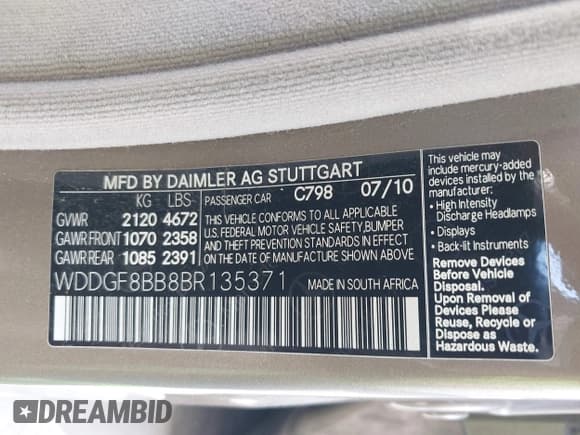 MFD BY DAIMLER AG STUTTGART
KG LBS
GVWR 2120 4672
GAWR FRONT 1070 2358
GAWR REAR 1085 2391
PASSENGER CAR C798 07/10
THIS VEHICLE CONFORMS TO ALL APPLICABLE
U.S. FEDERAL MOTOR VEHICLE SAFETY, BUMPER
AND THEFT PREVENTION STANDARDS IN EFFECT
ON THE DATE OF MANUFACTURE SHOWN ABOVE.
WDDGF8BB8BR135371
MADE IN SOUTH AFRICA
This vehicle may
include mercury-added
devices installed by the
manufacturer:
• High Intensity
Discharge Headlamps
• Displays
• Back-lit Instruments
Remove Devices
Before Vehicle
Disposal.
Upon Removal of
Devices Please
Reuse, Recycle or
Dispose as
Hazardous Waste.
DREAMBID